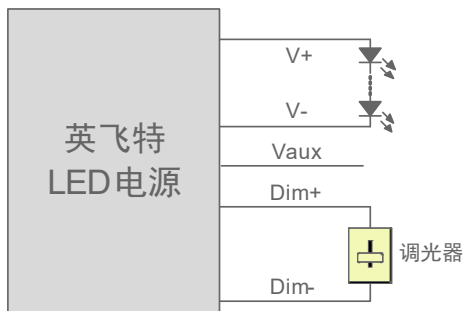 英飞特
LED电源
V+
V-
Vaux
Dim+
Dim-
调光器